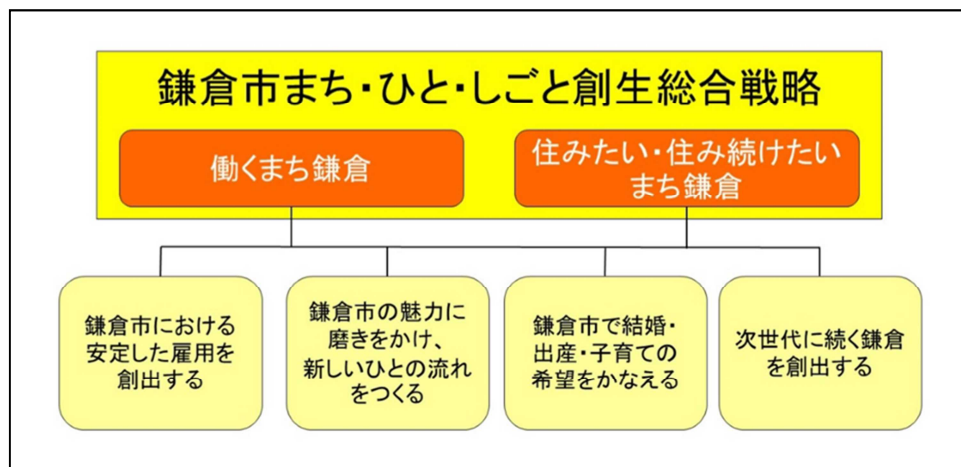 鎌倉市まち・ひと・しごと創生総合戦略
働くまち鎌倉
住みたい・住み続けたい
まち鎌倉
鎌倉市における
安定した雇用を
創出する
鎌倉市の魅力に
磨きをかけ、
新しいひとの流れ
をつくる
鎌倉市で結婚・
出産・子育ての
希望をかなえる
次世代に続く鎌倉
を創出する